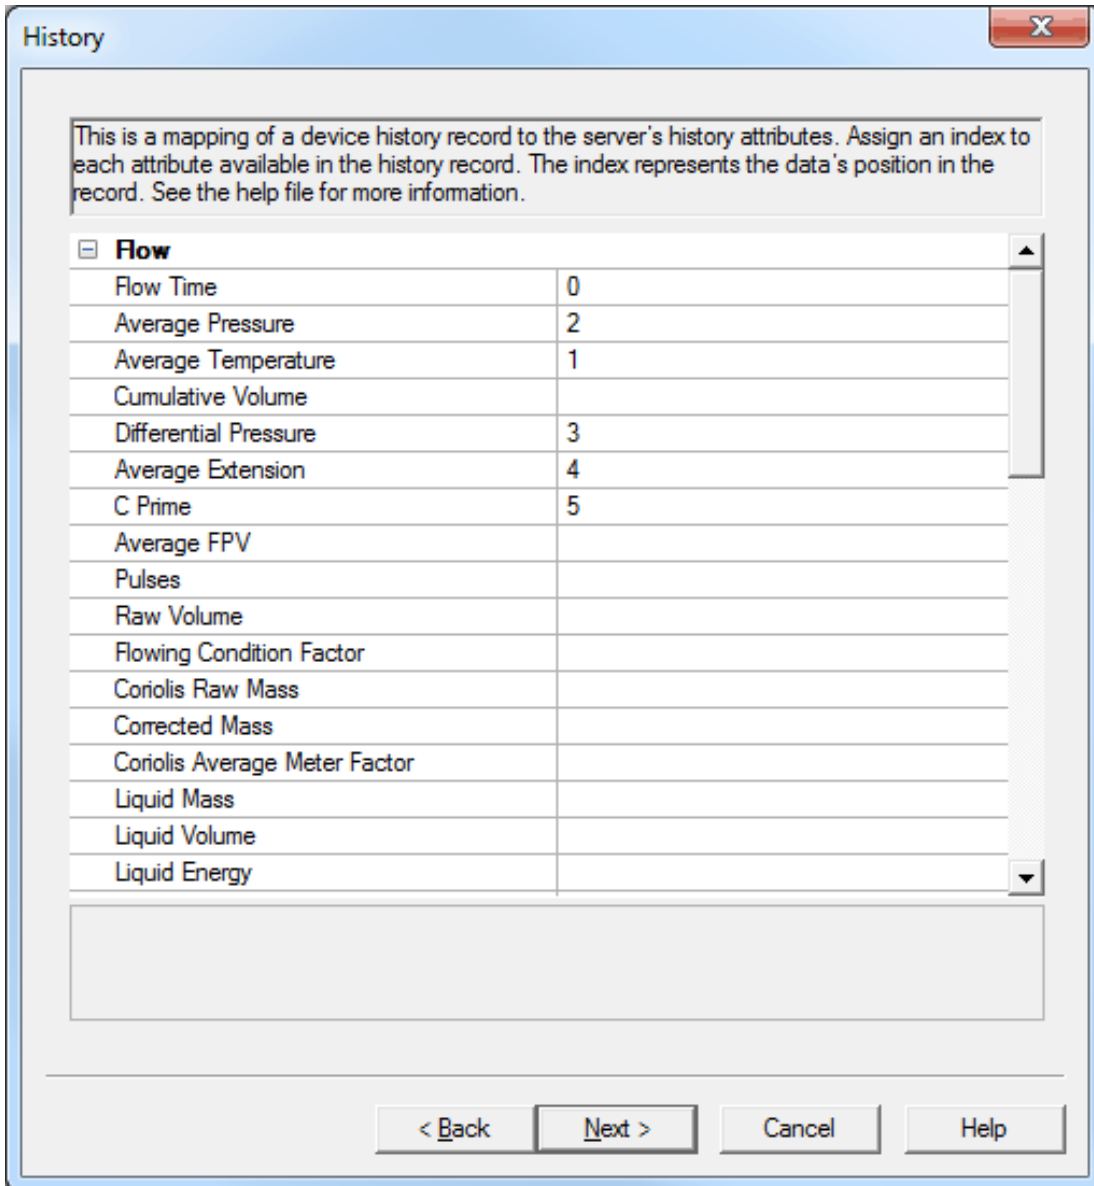 History
This is a mapping of a device history record to the server's history attributes. Assign an index to
each attribute available in the history record. The index represents the data's position in the
record. See the help file for more information.
Flow
Flow Time 0
Average Pressure 2
Average Temperature 1
Cumulative Volume
Differential Pressure 3
Average Extension 4
C Prime 5
Average FPV
Pulses
Raw Volume
Flowing Condition Factor
Coriolis Raw Mass
Corrected Mass
Coriolis Average Meter Factor
Liquid Mass
Liquid Volume
Liquid Energy
< Back Next > Cancel Help